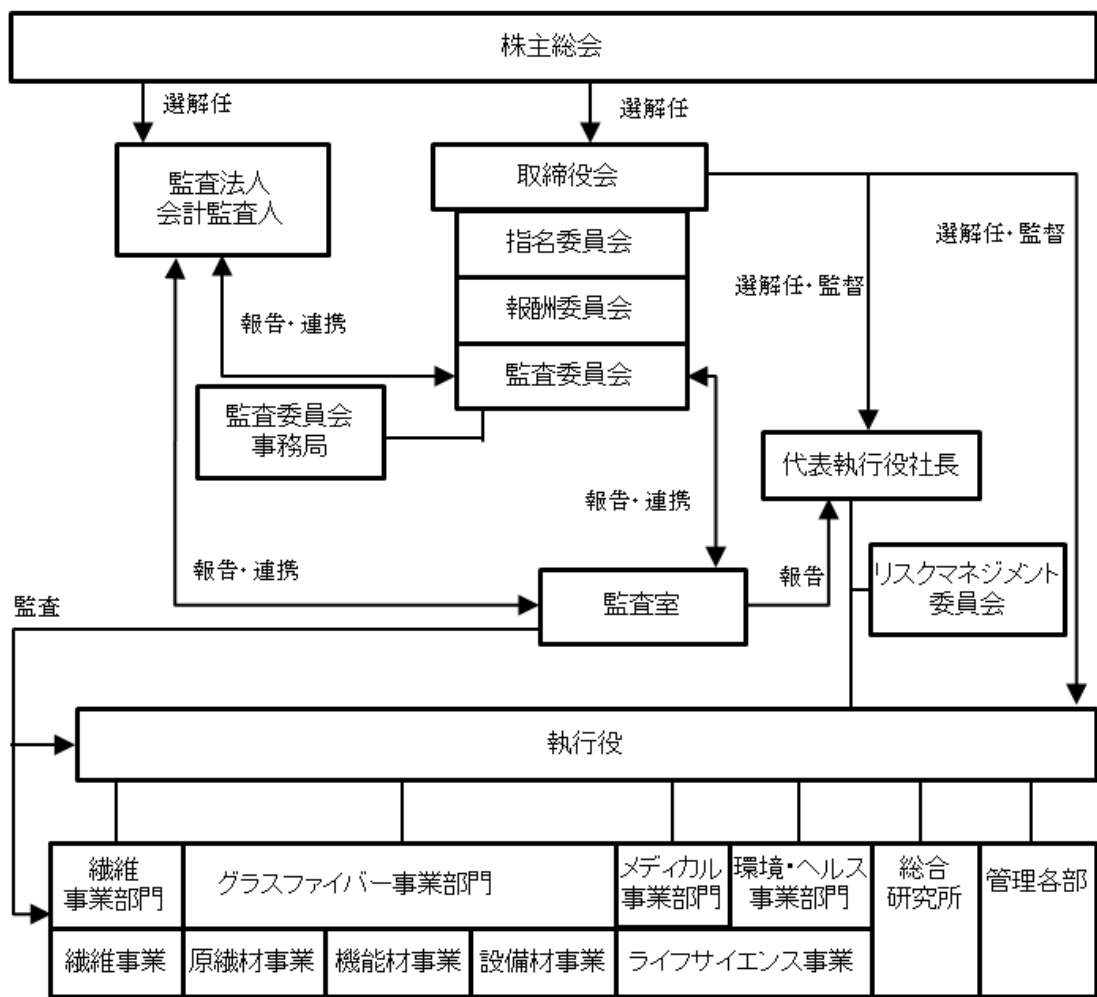 株主総会
選解任
選解任
監査法人
会計監査人
取締役会
指名委員会
報酬委員会
監査委員会
選解任・監督
選解任・監督
報告・連携
監査委員会
事務局
代表執行役社長
報告・連携
報告・連携
報告
リスクマネジメント
委員会
監査室
監査
執行役
繊維
事業部門
グラスファイバー事業部門
メディカル
事業部門
環境・ヘルス
事業部門
総合
研究所
管理各部
繊維事業
原繊材事業
機能材事業
設備材事業
ライフサイエンス事業